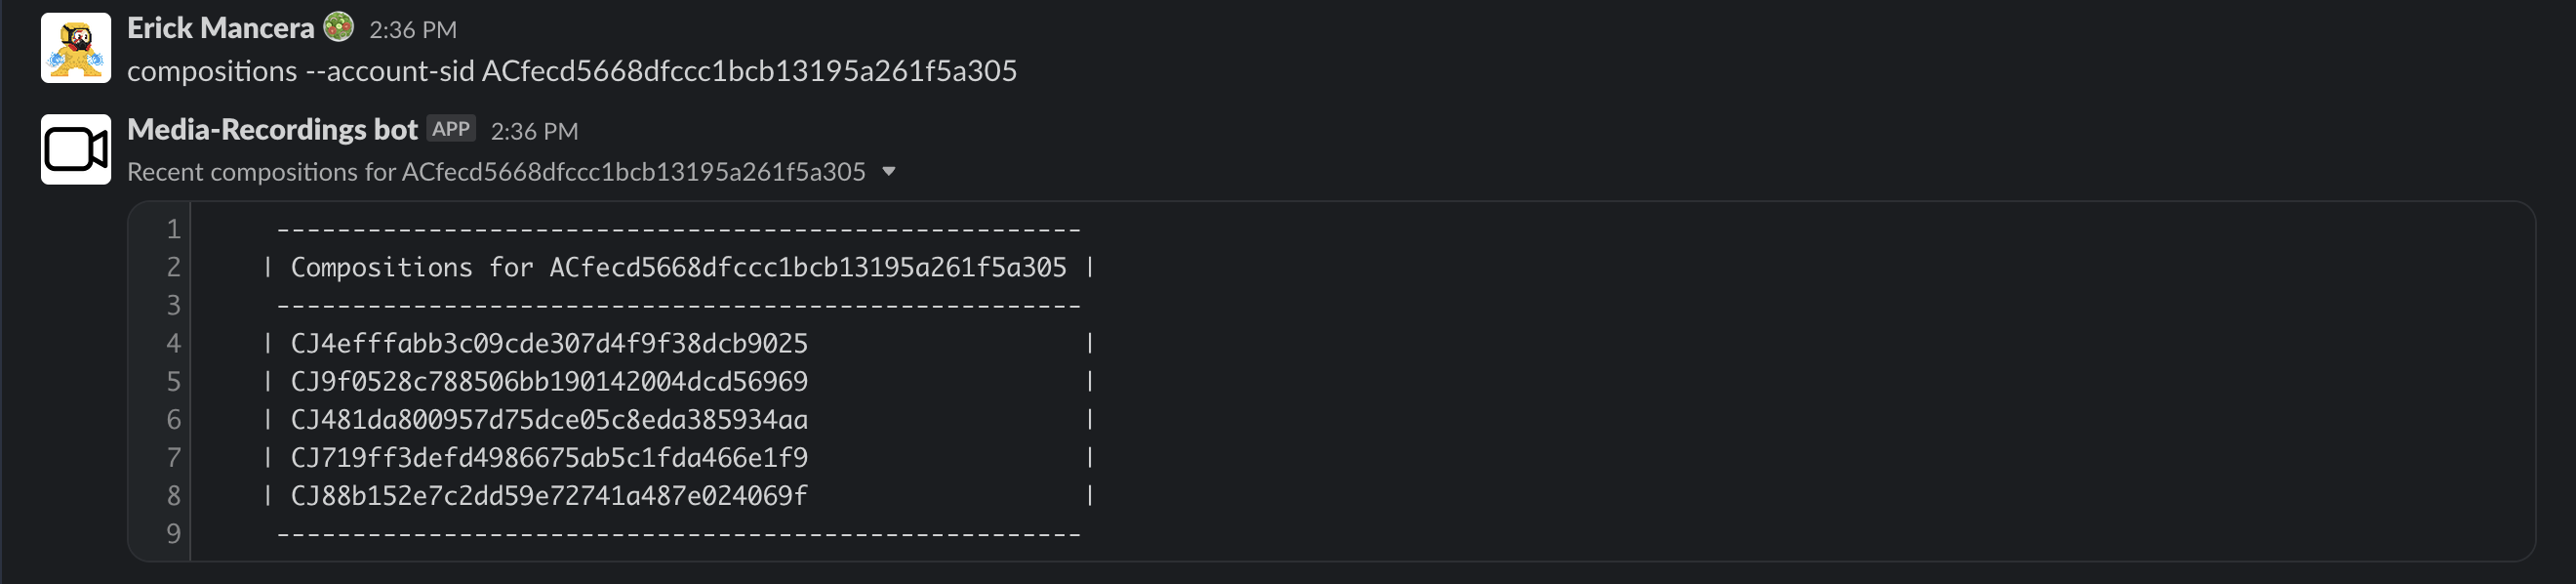 Erick Mancera 2:36 PM
compositions --account-sid ACfecd5668dfccc1bcb13195a261f5a305
Media-Recordings bot APP 2:36 PM
Recent compositions for ACfecd5668dfccc1bcb13195a261f5a305
1 -----------------------------------------------------
2 | Compositions for ACfecd5668dfccc1bcb13195a261f5a305 |
3 -----------------------------------------------------
4 | CJ4efffabb3c09cde307d4f9f38dcb9025 |
5 | CJ9f0528c788506bb190142004dcd56969 |
6 | CJ481da800957d75dce05c8eda385934aa |
7 | CJ719ff3defd4986675ab5c1fda466e1f9 |
8 | CJ88b152e7c2dd59e72741a487e024069f |
9 -----------------------------------------------------